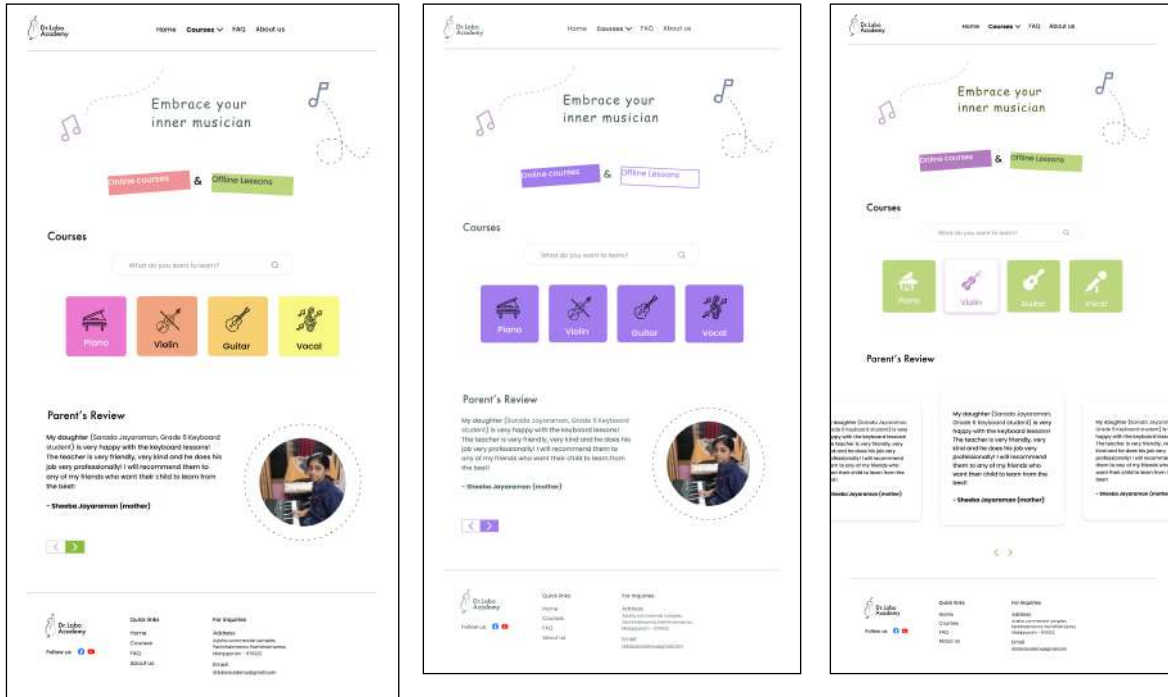 Dr.Lobo
Academy
Home Courses FAQ About us
Embrace your
inner musician
Online courses & Offline Lessons
Courses
What do you want to learn?
Piano Violin Guitar Vocal
Parent's Review
My daughter (Sarada Jayaraman, Grade 5 Keyboard
student) is very happy with the keyboard lessons!
The teacher is very friendly, very kind and he does his
job very professionally! I will recommend them to
any of my friends who want their child to learn from
the best!
- Sheeba Jayaraman (mother)
Dr.Lobo
Academy
Follow us
Quick links
Home
Courses
FAQ
About us
For Inquiries
Address
Email
Dr.Lobo
Academy
Home Courses FAQ About us
Embrace your
inner musician
Online courses & Offline Lessons
Courses
What do you want to learn?
Piano Violin Guitar Vocal
Parent's Review
My daughter (Sarada Jayaraman, Grade 5 Keyboard
student) is very happy with the keyboard lessons!
The teacher is very friendly, very kind and he does his
job very professionally! I will recommend them to
any of my friends who want their child to learn from
the best!
- Sheeba Jayaraman (mother)
Dr.Lobo
Academy
Follow us
Quick links
Home
Courses
FAQ
About us
For Inquiries
Address
Email
Dr.Lobo
Academy
Home Courses FAQ About us
Embrace your
inner musician
Online courses & Offline Lessons
Courses
What do you want to learn?
Piano Violin Guitar Vocal
Parent's Review
My daughter (Sarada Jayaraman,
Grade 5 Keyboard student) is very
happy with the keyboard lessons!
The teacher is very friendly, very
kind and he does his job very
professionally! I will recommend
them to any of my friends who
want their child to learn from the
best!
- Sheeba Jayaraman (mother)
Dr.Lobo
Academy
Follow us
Quick links
Home
Courses
FAQ
About us
For Inquiries
Address
Email